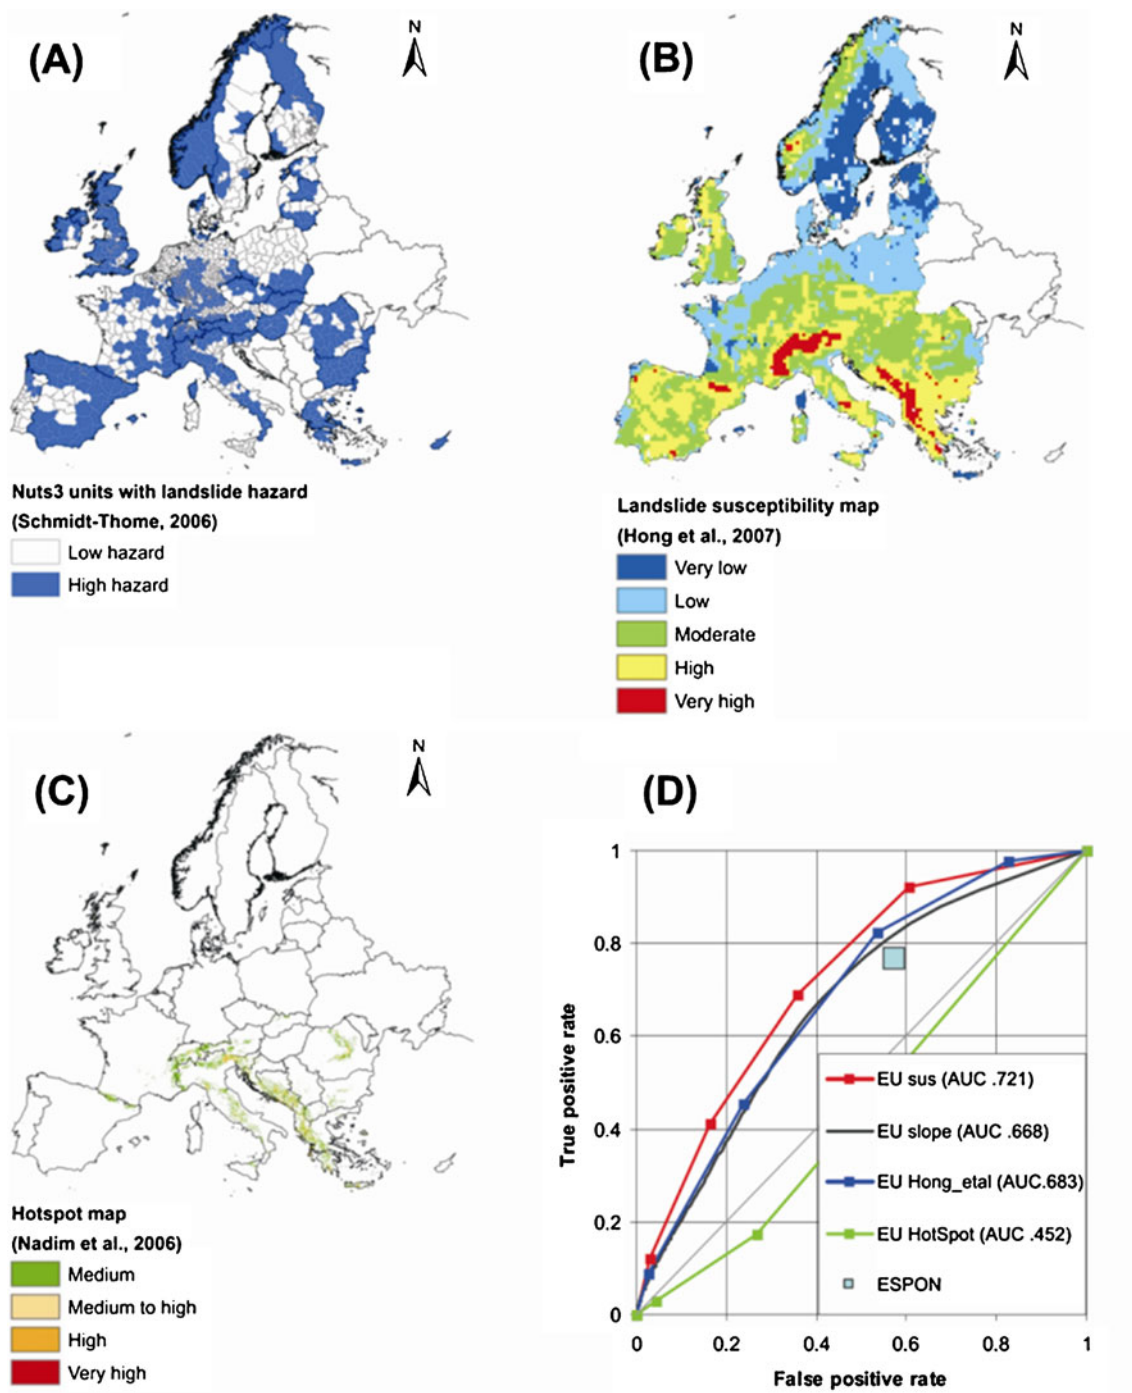 (A)
N
Nuts3 units with landslide hazard
(Schmidt-Thome, 2006)
Low hazard
High hazard
(B)
N
Landslide susceptibility map
(Hong et al., 2007)
Very low
Low
Moderate
High
Very high
(C)
N
Hotspot map
(Nadim et al., 2006)
Medium
Medium to high
High
Very high
(D)
True positive rate
1
0.8
0.6
0.4
0.2
0
EU sus (AUC .721)
EU slope (AUC .668)
EU Hong_etal (AUC.683)
EU HotSpot (AUC .452)
ESPON
0 0.2 0.4 0.6 0.8 1
False positive rate